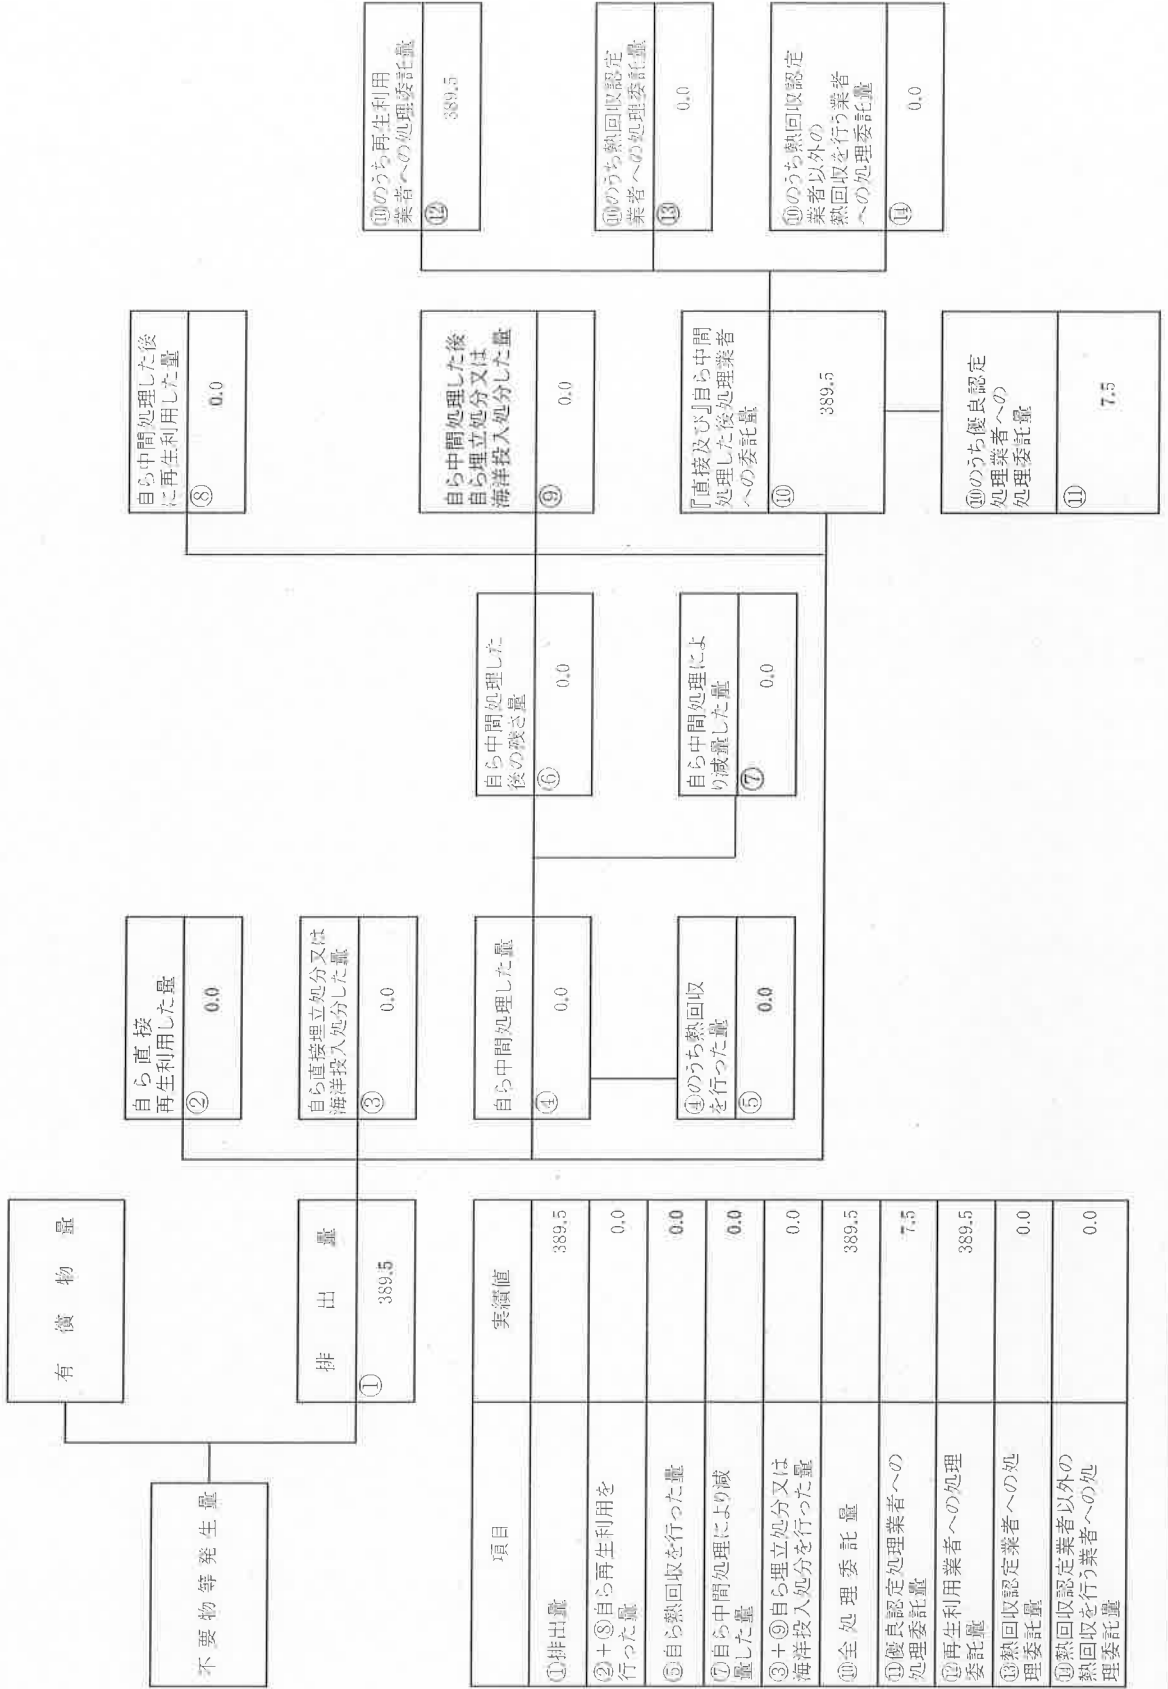 不要物等発生量
有償物量
排出量
①
389.5
自ら直接
再生利用した量
②
0.0
自ら直接埋立処分又は
海洋投入処分した量
③
0.0
自ら中間処理した量
④
0.0
④のうち熱回収
を行った量
⑤
0.0
自ら中間処理した
後の残さ量
⑥
0.0
自ら中間処理によ
り減量した量
⑦
0.0
自ら中間処理した後
に再生利用した量
⑧
0.0
自ら中間処理した後
自ら埋立処分又は
海洋投入処分した量
⑨
0.0
『直接及び』自ら中間
処理した後処理業者
への委託量
⑩
389.5
⑩のうち優良認定
処理業者への
処理委託量
⑪
7.5
⑩のうち再生利用
業者への処理委託量
⑫
389.5
⑩のうち熱回収認定
業者への処理委託量
⑬
0.0
⑩のうち熱回収認定
業者以外の
熱回収を行う業者
への処理委託量
⑭
0.0
項目
実績値
①排出量
389.5
②+⑧自ら再生利用を
行った量
0.0
⑤自ら熱回収を行った量
0.0
⑦自ら中間処理により減
量した量
0.0
③+⑨自ら埋立処分又は
海洋投入処分を行った量
0.0
⑩全処理委託量
389.5
⑪優良認定処理業者への
処理委託量
7.5
⑫再生利用業者への処理
委託量
389.5
⑬熱回収認定業者への処
理委託量
0.0
⑭熱回収認定業者以外の
熱回収を行う業者への処
理委託量
0.0